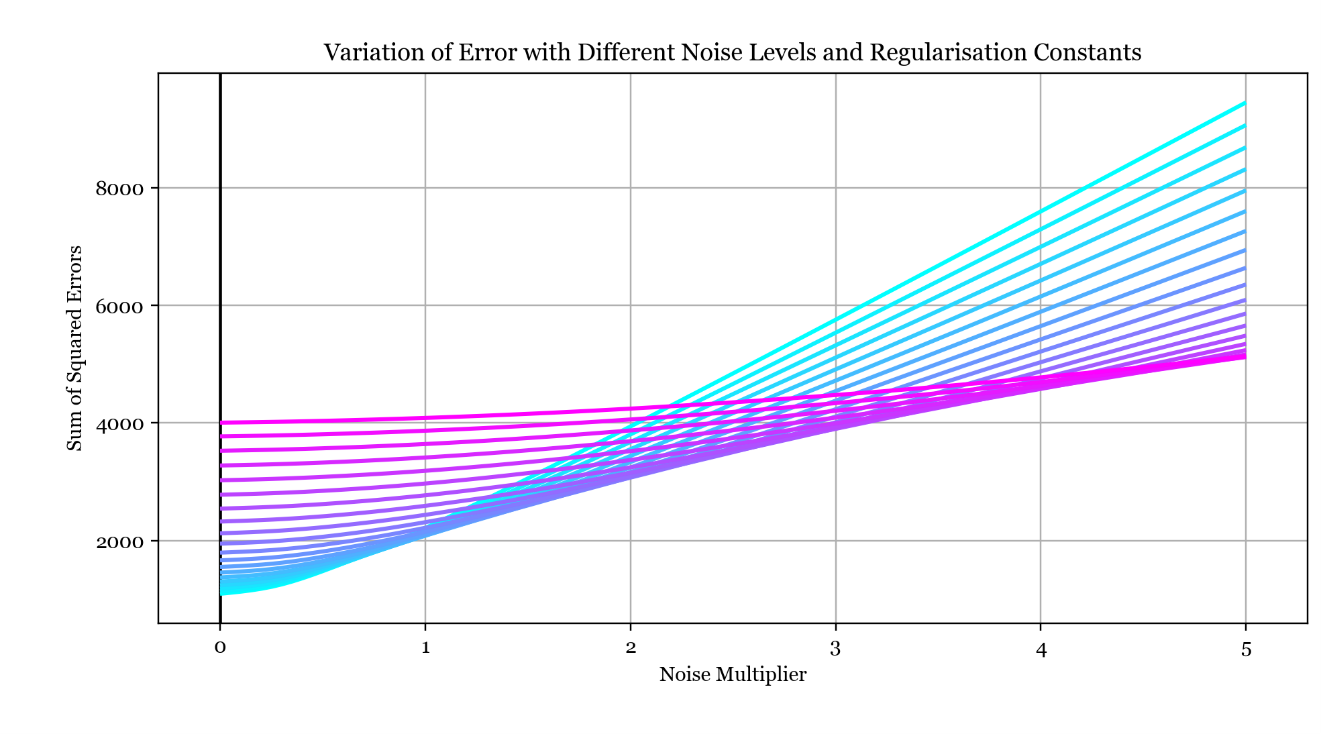 Variation of Error with Different Noise Levels and Regularisation Constants
Sum of Squared Errors
8000
6000
4000
2000
0 1 2 3 4 5
Noise Multiplier